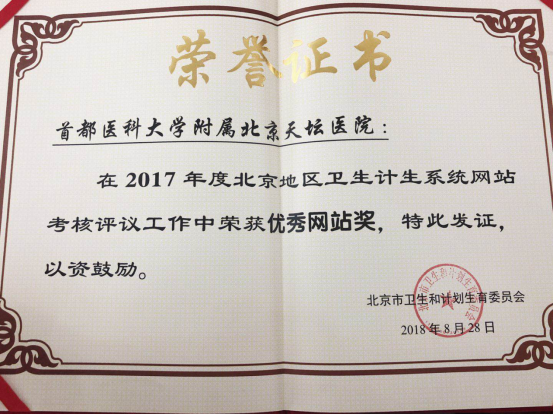 荣誉证书
首都医科大学附属北京天坛医院：
在2017年度北京地区卫生计生系统网站
考核评议工作中荣获优秀网站奖，特此发证，
以资鼓励。
北京市卫生和计划生育委员会
2018年8月28日